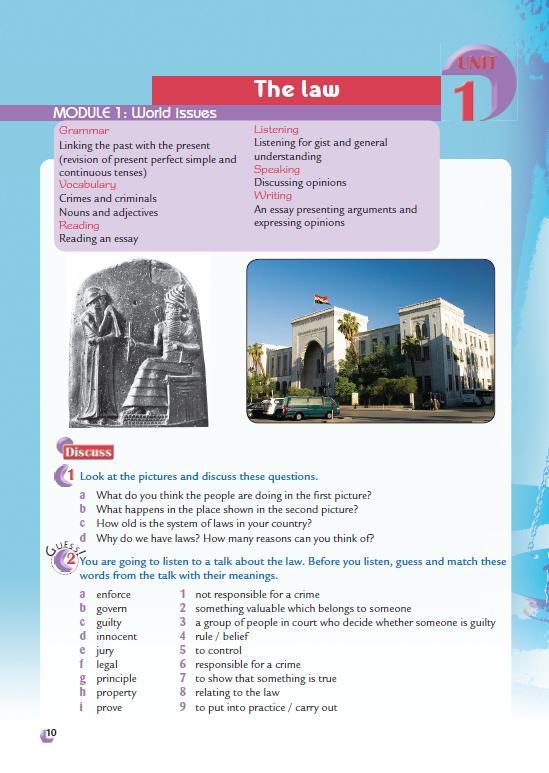 UNIT
1
The law
MODULE 1: World issues
Grammar
Linking the past with the present
(revision of present perfect simple and
continuous tenses)
Vocabulary
Crimes and criminals
Nouns and adjectives
Reading
Reading an essay
Listening
Listening for gist and general
understanding
Speaking
Discussing opinions
Writing
An essay presenting arguments and
expressing opinions
Discuss
1 Look at the pictures and discuss these questions.
a What do you think the people are doing in the first picture?
b What happens in the place shown in the second picture?
c How old is the system of laws in your country?
d Why do we have laws? How many reasons can you think of?
GUESS!
2 You are going to listen to a talk about the law. Before you listen, guess and match these
words from the talk with their meanings.
a enforce 1 not responsible for a crime
b govern 2 something valuable which belongs to someone
c guilty 3 a group of people in court who decide whether someone is guilty
d innocent 4 rule / belief
e jury 5 to control
f legal 6 responsible for a crime
g principle 7 to show that something is true
h property 8 relating to the law
i prove 9 to put into practice / carry out
10